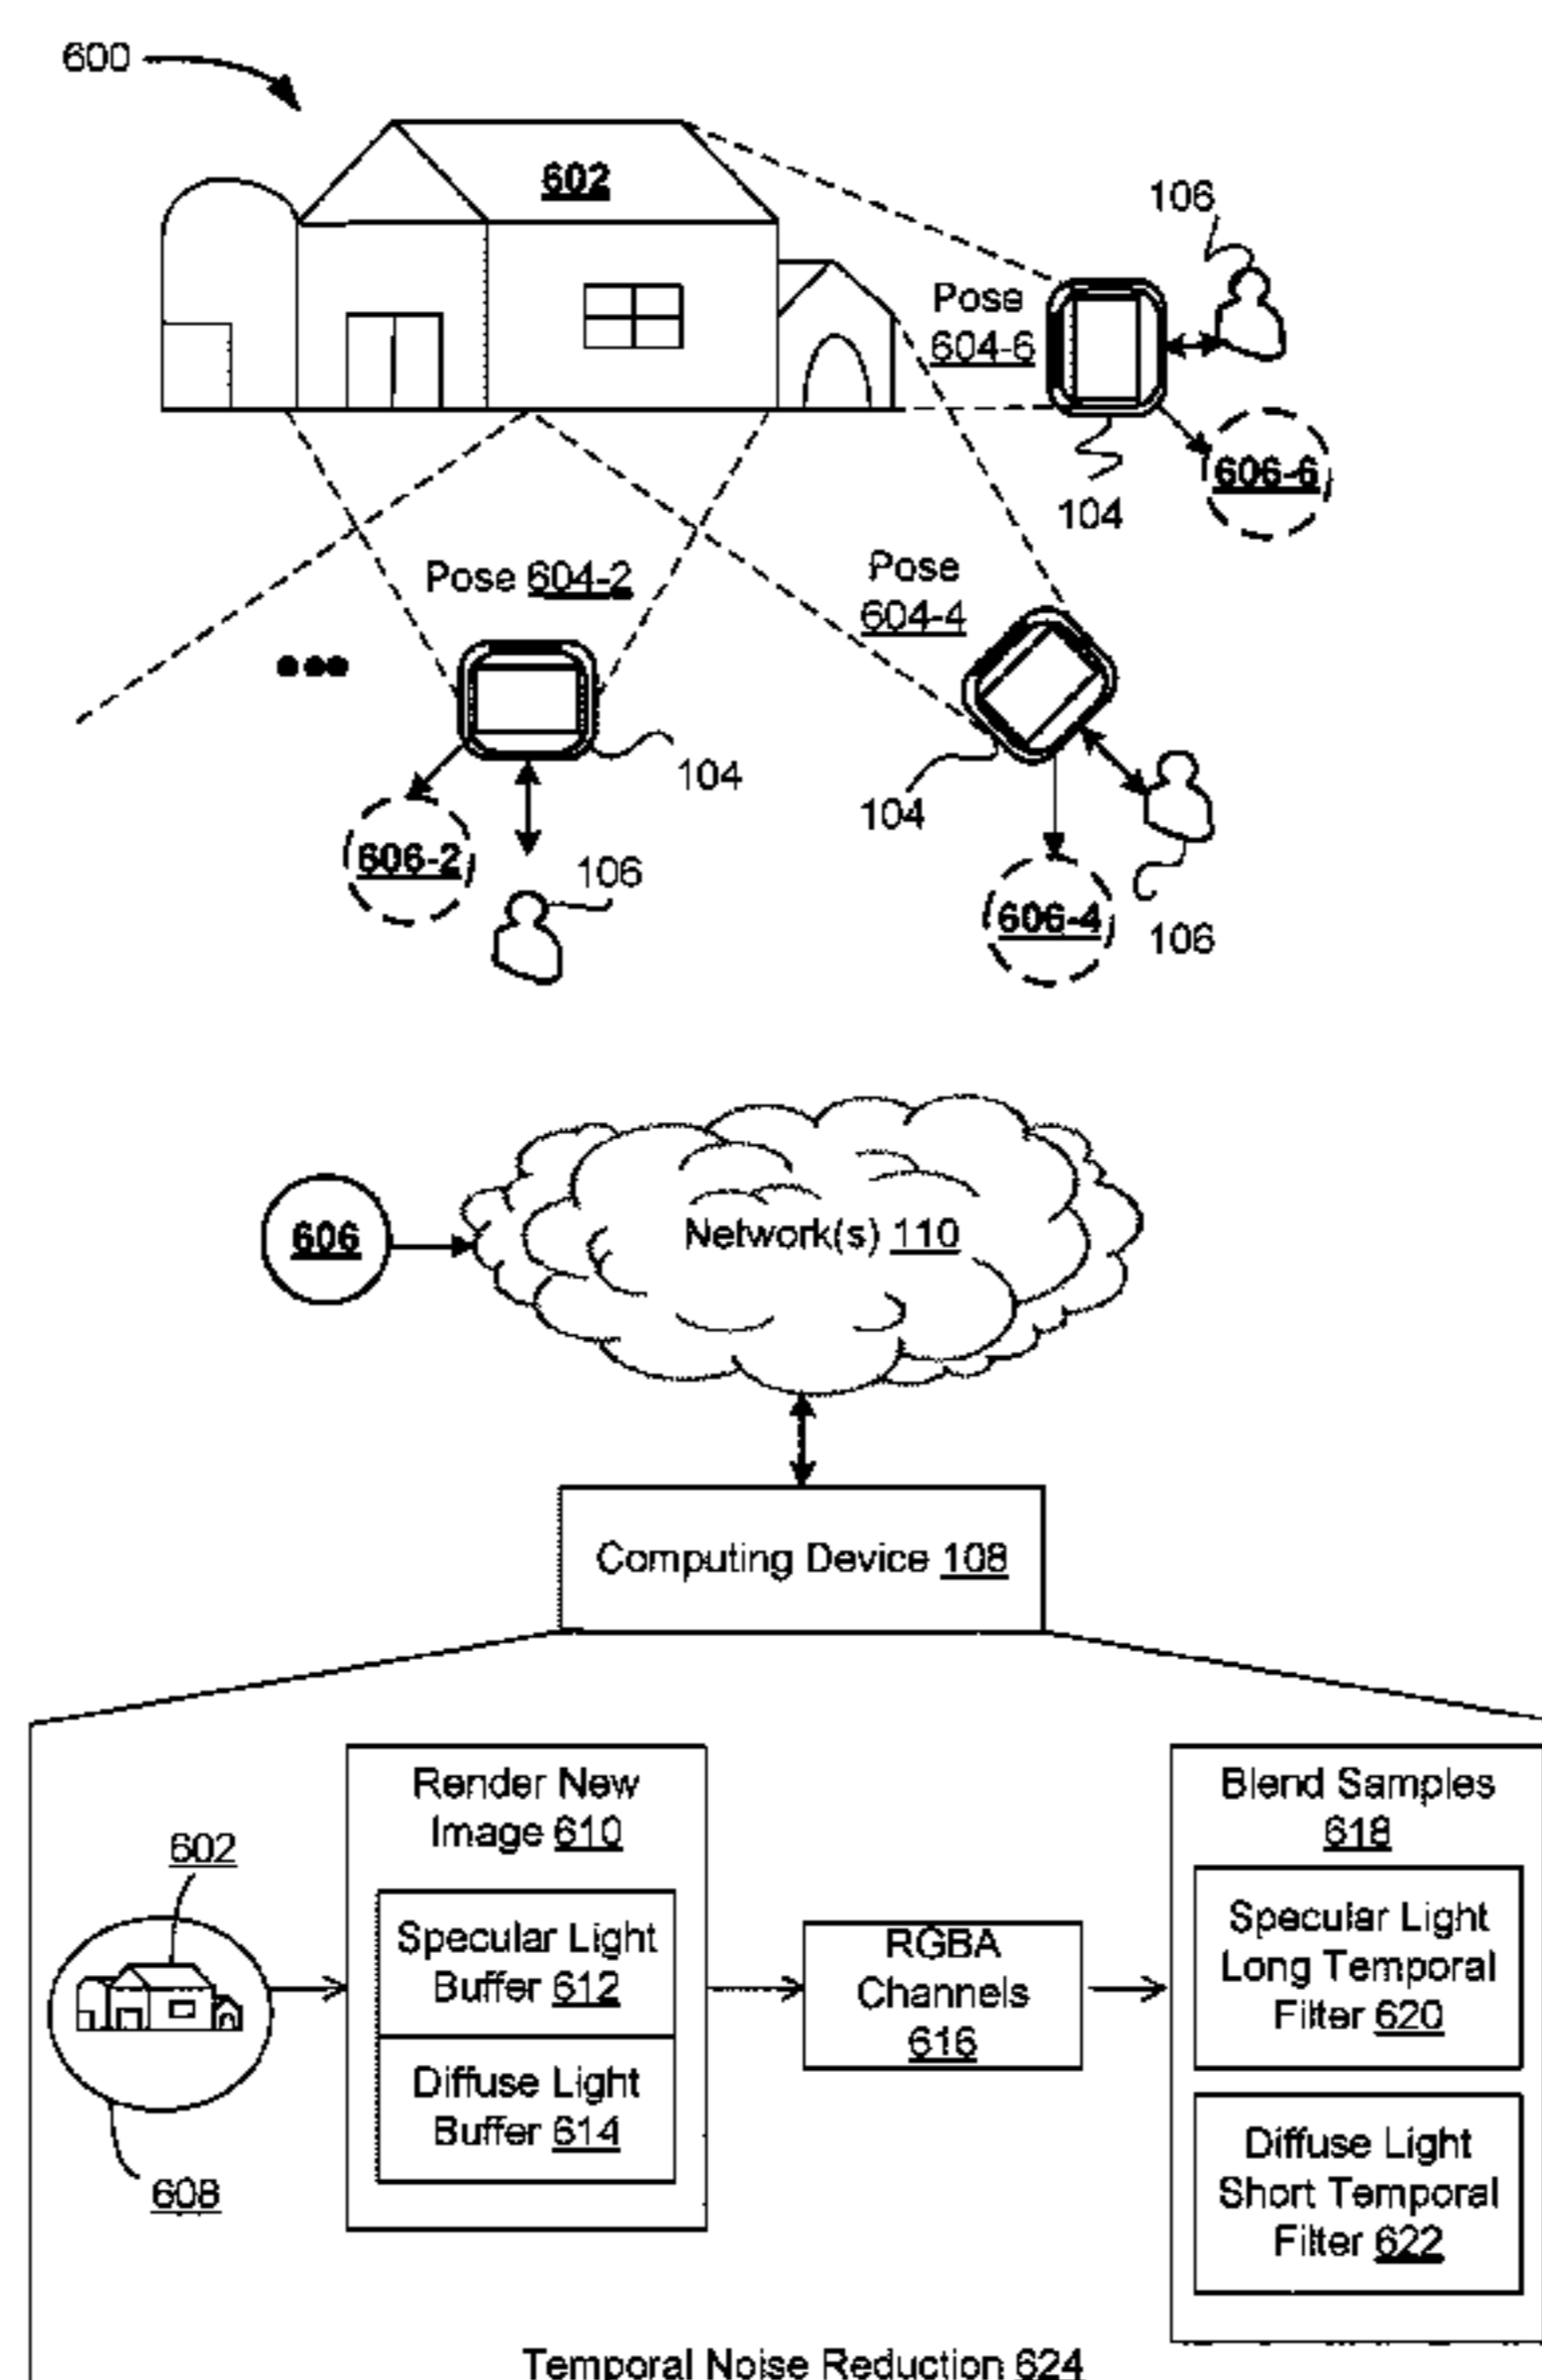 600
602
106
Pose
604-6
606-6
104
Pose 604-2
Pose
604-4
104
104
606-2
106
606-4
106
606
Network(s) 110
Computing Device 108
Render New
Image 610
Blend Samples
618
602
Specular Light
Buffer 612
RGBA
Channels
616
Specular Light
Long Temporal
Filter 620
Diffuse Light
Buffer 614
Diffuse Light
Short Temporal
Filter 622
608
Temporal Noise Reduction 624